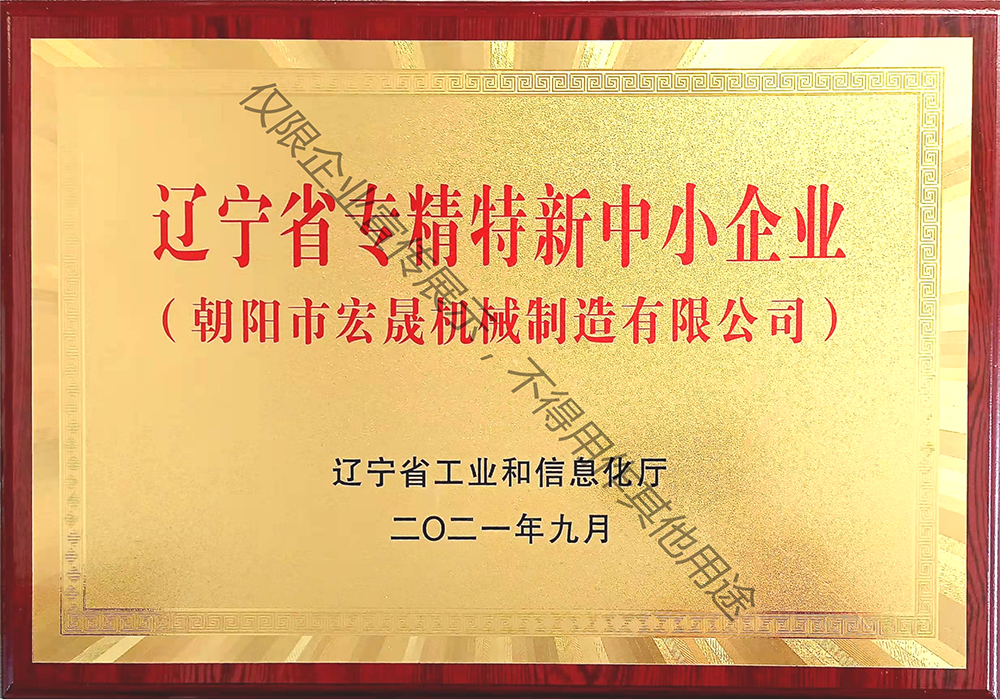 辽宁省专精特新中小企业
（朝阳市宏晟机械制造有限公司）
辽宁省工业和信息化厅
二〇二一年九月
仅限企业宣传展示，不得用作其他用途